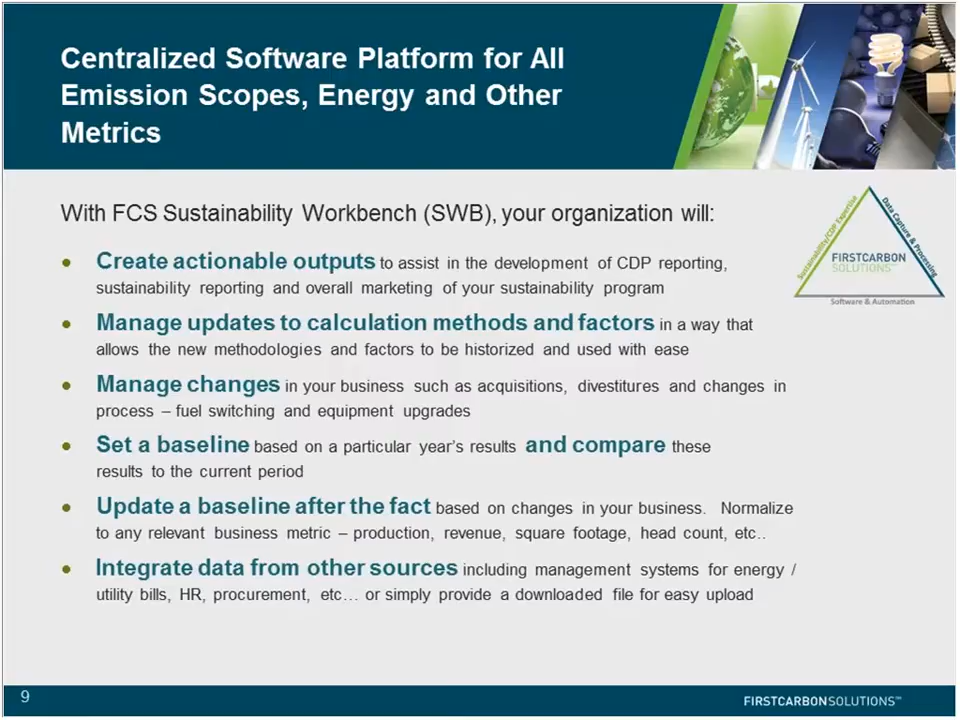 Centralized Software Platform for All
Emission Scopes, Energy and Other
Metrics
With FCS Sustainability Workbench (SWB), your organization will:
• Create actionable outputs to assist in the development of CDP reporting,
sustainability reporting and overall marketing of your sustainability program
• Manage updates to calculation methods and factors in a way that
allows the new methodologies and factors to be historized and used with ease
• Manage changes in your business such as acquisitions, divestitures and changes in
process – fuel switching and equipment upgrades
• Set a baseline based on a particular year's results and compare these
results to the current period
• Update a baseline after the fact based on changes in your business. Normalize
to any relevant business metric – production, revenue, square footage, head count, etc..
• Integrate data from other sources including management systems for energy /
utility bills, HR, procurement, etc… or simply provide a downloaded file for easy upload
Sustainability/CDP Expertise
Data Capture & Processing
FIRSTCARBON
SOLUTIONS™
Software & Automation
9
FIRSTCARBONSOLUTIONS™